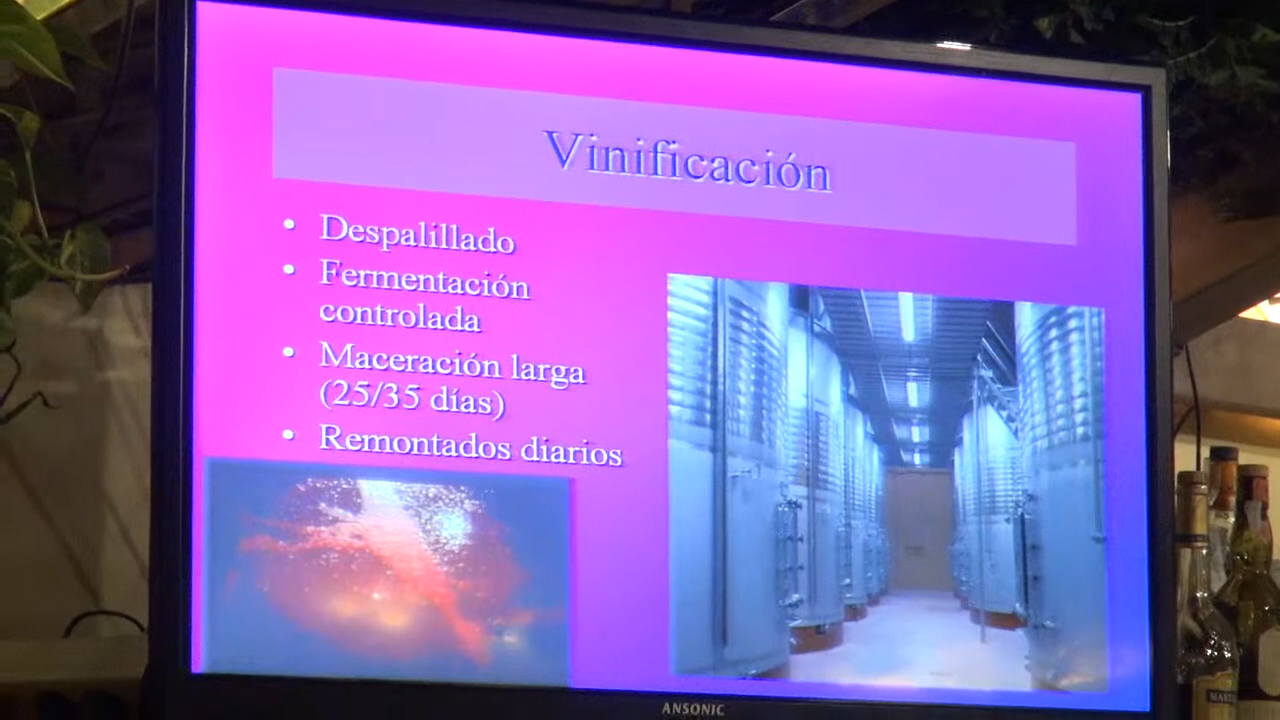 Vinificación
• Despalillado
• Fermentación
controlada
• Maceración larga
(25/35 días)
• Remontados diarios
ANSONIC